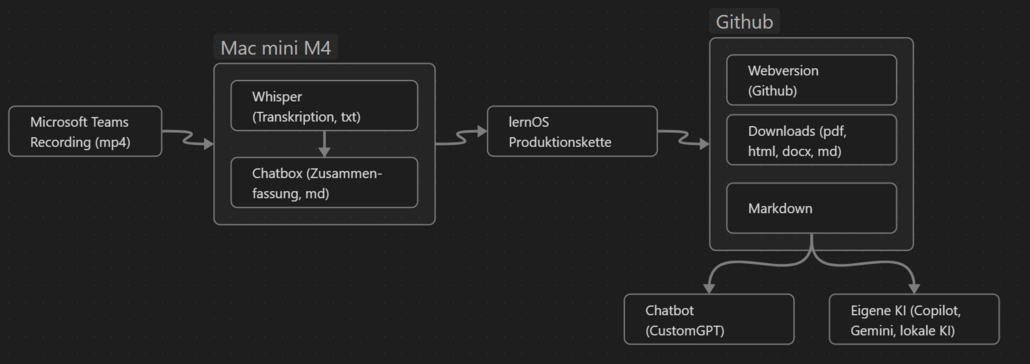 Github
Mac mini M4
Webversion
(Github)
Whisper
(Transkription, txt)
Microsoft Teams
Recording (mp4)
lernOS
Produktionskette
Downloads (pdf,
html, docx, md)
Chatbox (Zusammen-
fassung, md)
Markdown
Chatbot
(CustomGPT)
Eigene KI (Copilot,
Gemini, lokale KI)